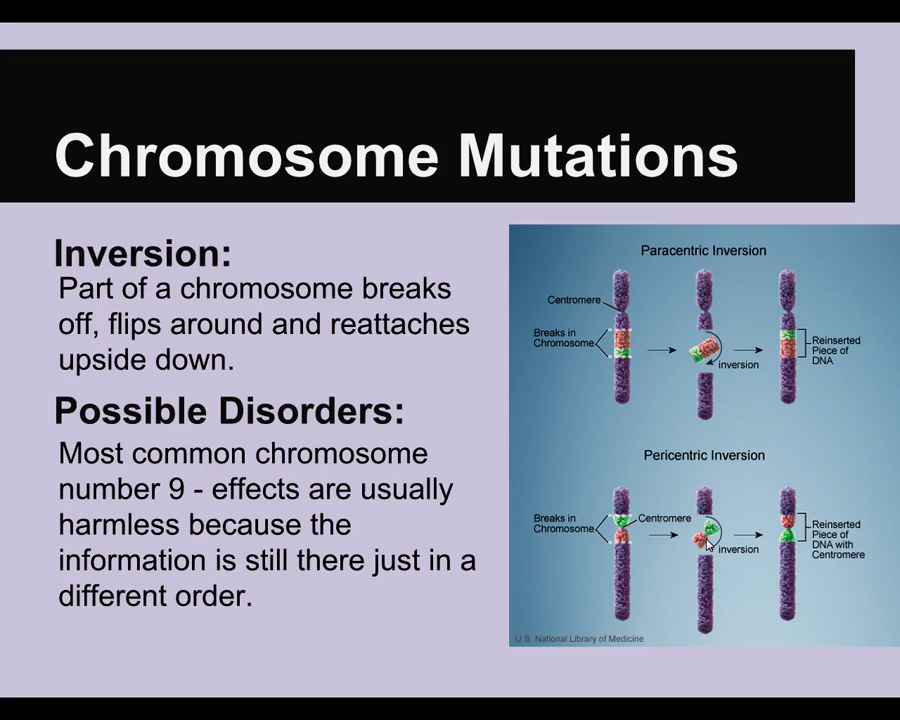 Chromosome Mutations
Inversion:
Part of a chromosome breaks
off, flips around and reattaches
upside down.
Possible Disorders:
Most common chromosome
number 9 - effects are usually
harmless because the
information is still there just in a
different order.
Paracentric Inversion
Centromere
Breaks in
Chromosome
inversion
Reinserted
Piece of
DNA
Pericentric Inversion
Breaks in
Chromosome
Centromere
inversion
Reinserted
Piece of
DNA with
Centromere
U.S. National Library of Medicine